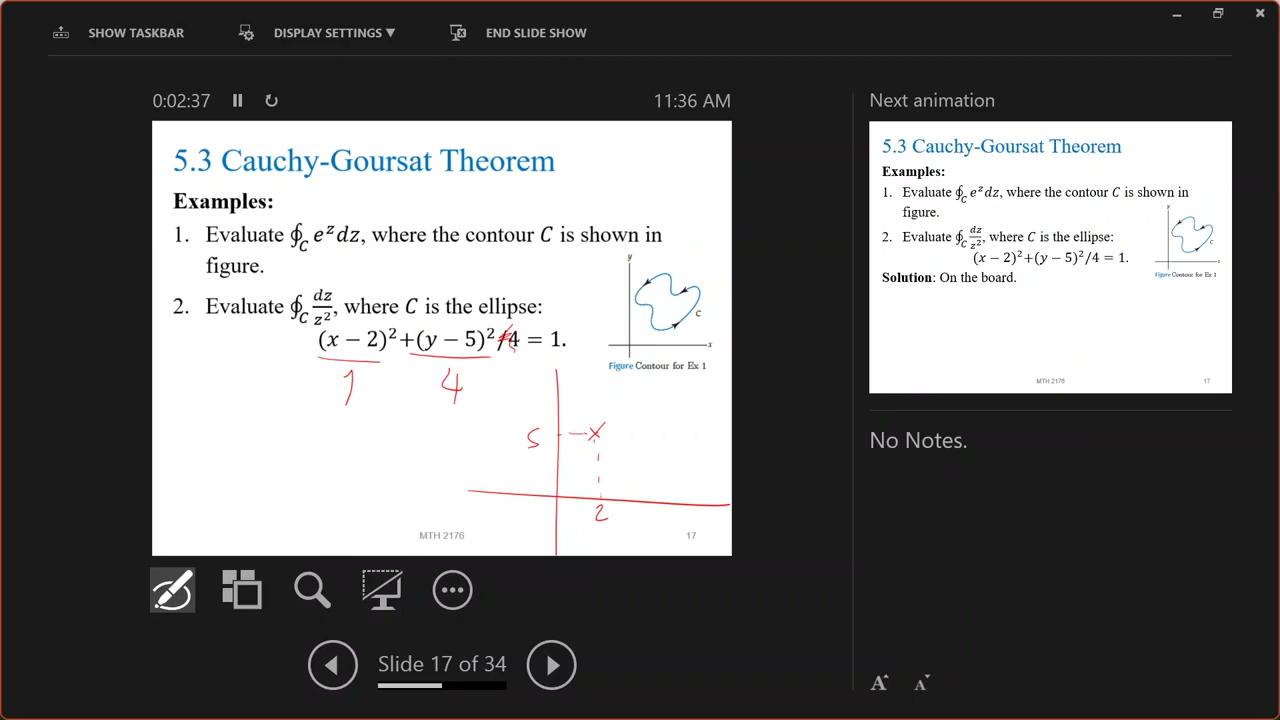 SHOW TASKBAR DISPLAY SETTINGS ▼ END SLIDE SHOW
0:02:37 11:36 AM
5.3 Cauchy-Goursat Theorem
Examples:
1. Evaluate ∮_C e^z dz, where the contour C is shown in
figure.
2. Evaluate ∮_C dz/z², where C is the ellipse:
(x − 2)²+(y − 5)²/4 = 1.
y
C
x
Figure Contour for Ex 1
1 4
5
2
MTH 2176 17
Slide 17 of 34
Next animation
5.3 Cauchy-Goursat Theorem
Examples:
1. Evaluate ∮_C e^z dz, where the contour C is shown in
figure.
2. Evaluate ∮_C dz/z², where C is the ellipse:
(x − 2)²+(y − 5)²/4 = 1.
Solution: On the board.
y
C
x
Figure Contour for Ex 1
MTH 2176 17
No Notes.
A A